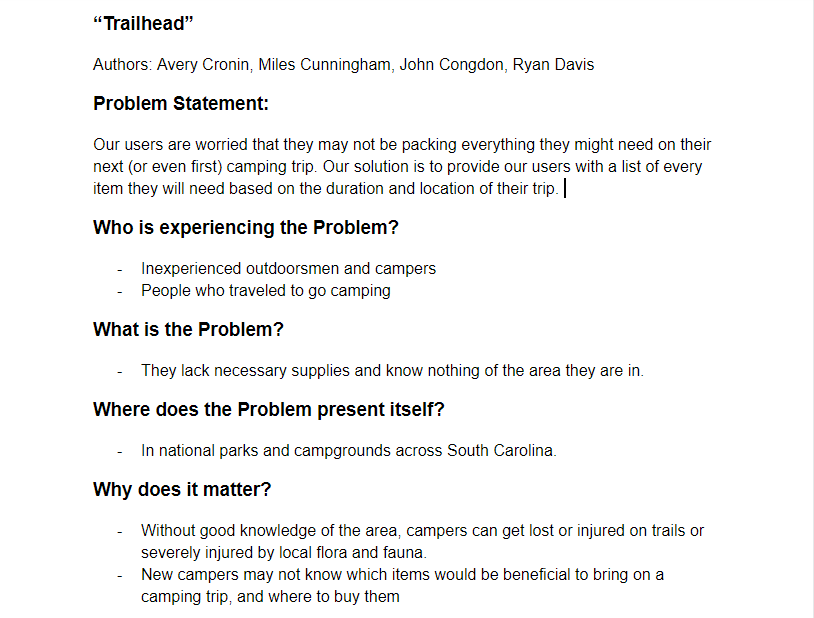 “Trailhead”
Authors: Avery Cronin, Miles Cunningham, John Congdon, Ryan Davis
Problem Statement:
Our users are worried that they may not be packing everything they might need on their
next (or even first) camping trip. Our solution is to provide our users with a list of every
item they will need based on the duration and location of their trip.
Who is experiencing the Problem?
- Inexperienced outdoorsmen and campers
- People who traveled to go camping
What is the Problem?
- They lack necessary supplies and know nothing of the area they are in.
Where does the Problem present itself?
- In national parks and campgrounds across South Carolina.
Why does it matter?
- Without good knowledge of the area, campers can get lost or injured on trails or
severely injured by local flora and fauna.
- New campers may not know which items would be beneficial to bring on a
camping trip, and where to buy them